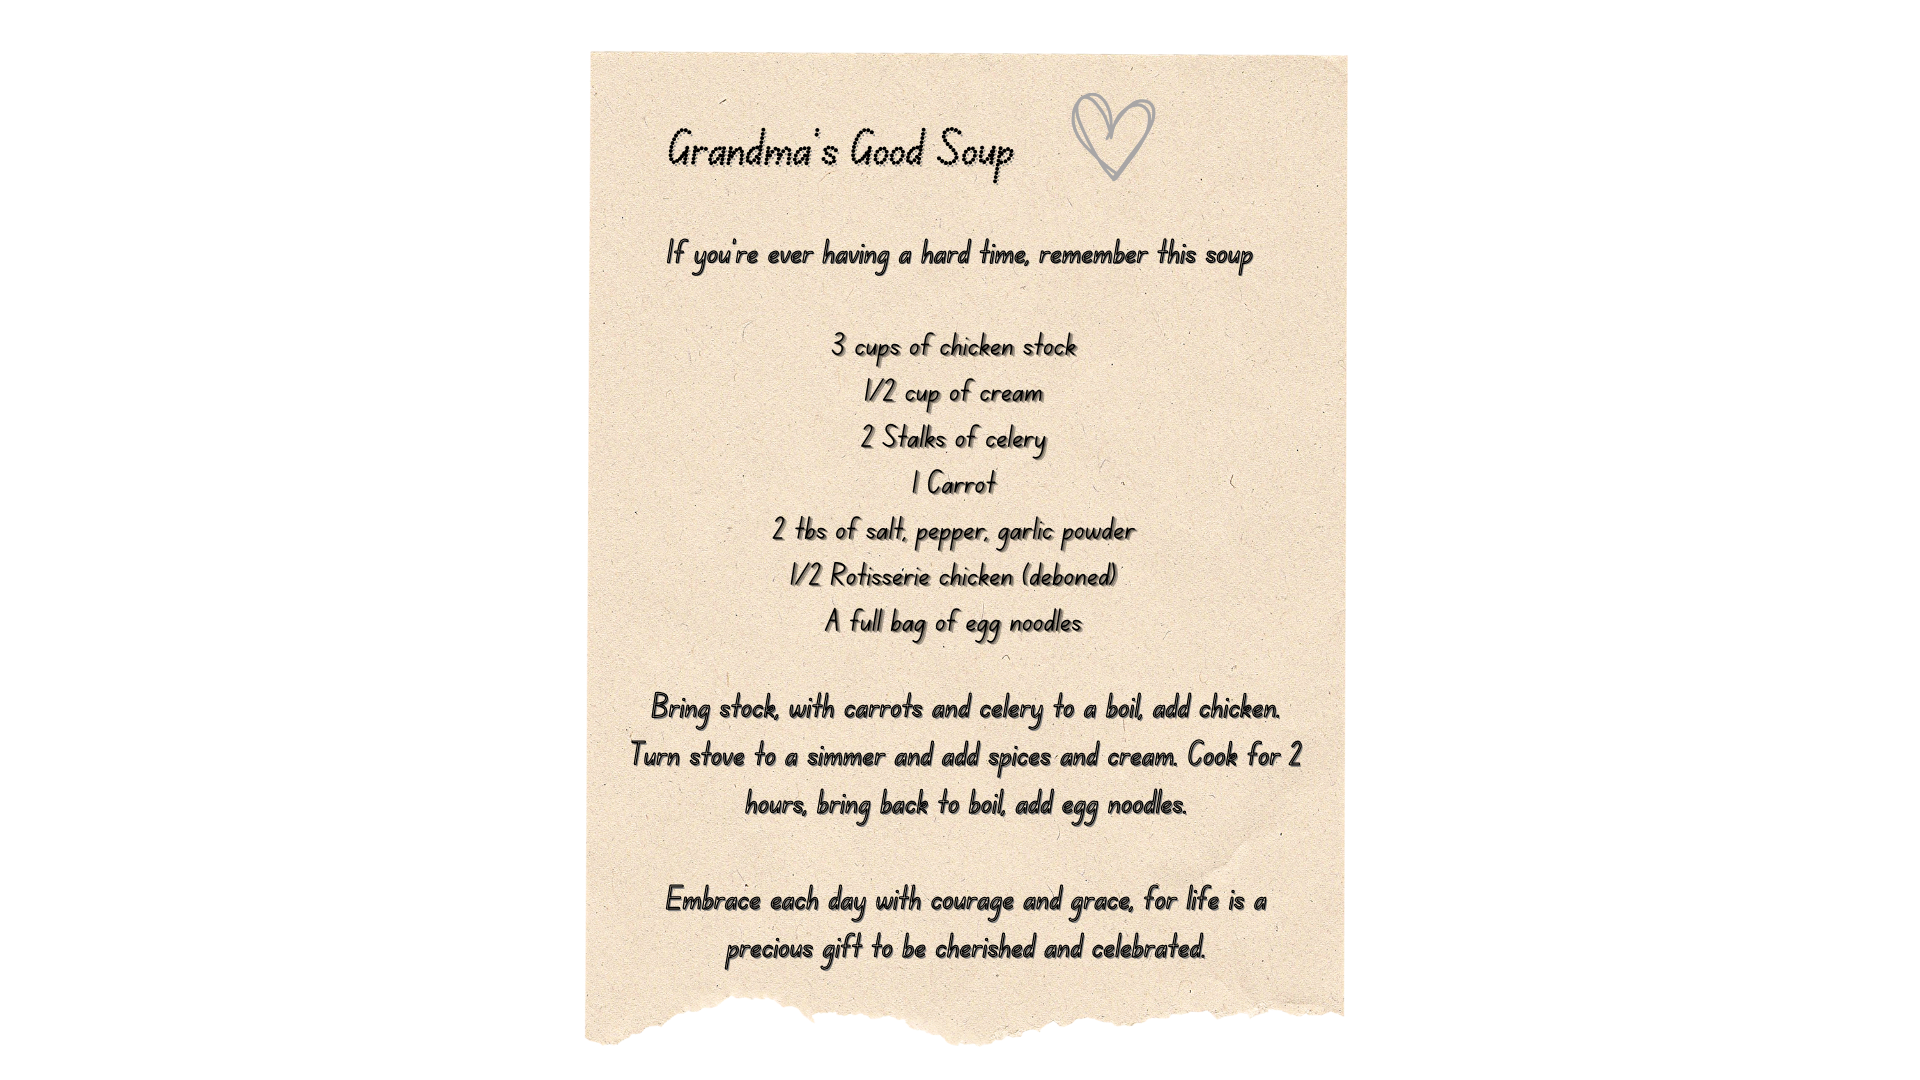 Grandma's Good Soup
If you're ever having a hard time, remember this soup
3 cups of chicken stock
1/2 cup of cream
2 Stalks of celery
1 Carrot
2 tbs of salt, pepper, garlic powder
1/2 Rotisserie chicken (deboned)
A full bag of egg noodles
Bring stock, with carrots and celery to a boil, add chicken.
Turn stove to a simmer and add spices and cream. Cook for 2
hours, bring back to boil, add egg noodles.
Embrace each day with courage and grace, for life is a
precious gift to be cherished and celebrated.